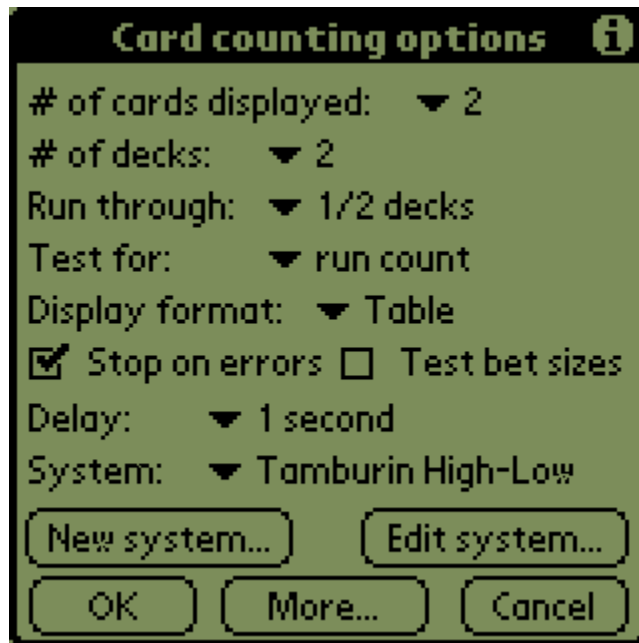 Card counting options
# of cards displayed: 2
# of decks: 2
Run through: 1/2 decks
Test for: run count
Display format: Table
Stop on errors Test bet sizes
Delay: 1 second
System: Tamburin High-Low
New system... Edit system...
OK More... Cancel